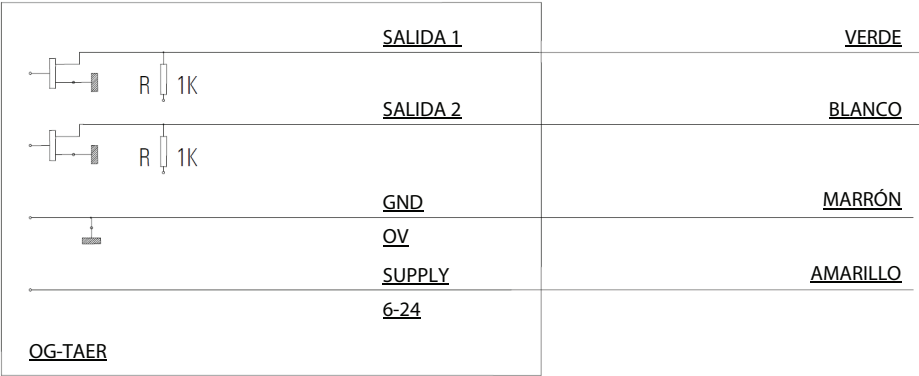 SALIDA 1 VERDE
R 1K
SALIDA 2 BLANCO
R 1K
GND MARRÓN
OV
SUPPLY AMARILLO
6-24
OG-TAER